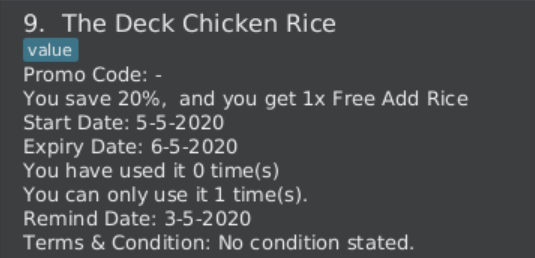 9. The Deck Chicken Rice
value
Promo Code: -
You save 20%, and you get 1x Free Add Rice
Start Date: 5-5-2020
Expiry Date: 6-5-2020
You have used it 0 time(s)
You can only use it 1 time(s).
Remind Date: 3-5-2020
Terms & Condition: No condition stated.